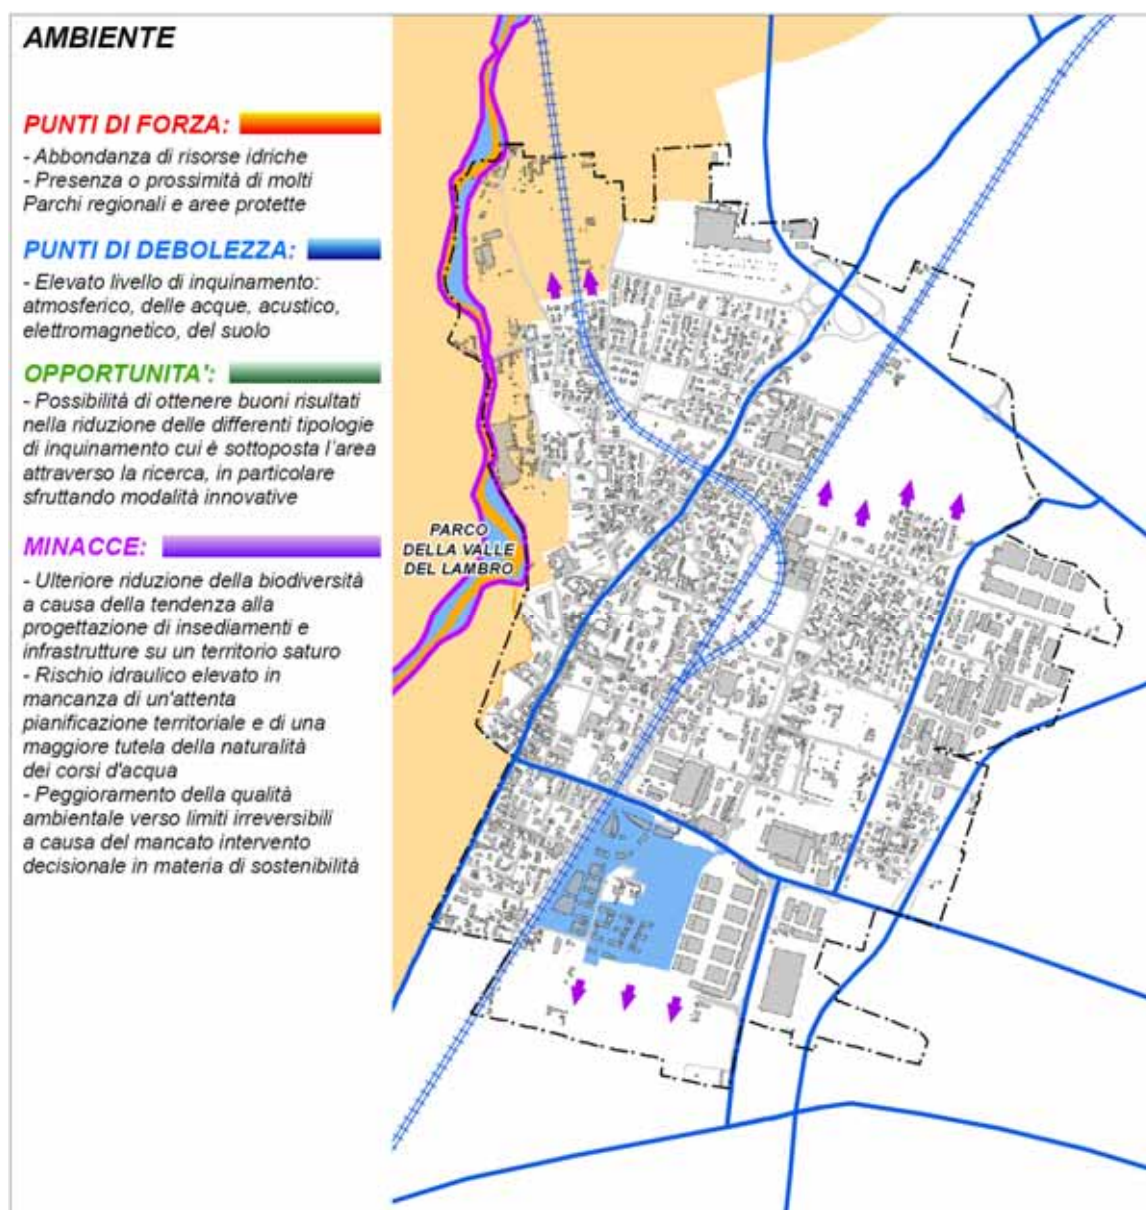 AMBIENTE
PUNTI DI FORZA:
- Abbondanza di risorse idriche
- Presenza o prossimità di molti
Parchi regionali e aree protette
PUNTI DI DEBOLEZZA:
- Elevato livello di inquinamento:
atmosferico, delle acque, acustico,
elettromagnetico, del suolo
OPPORTUNITA':
- Possibilità di ottenere buoni risultati
nella riduzione delle differenti tipologie
di inquinamento cui è sottoposta l'area
attraverso la ricerca, in particolare
sfruttando modalità innovative
MINACCE:
- Ulteriore riduzione della biodiversità
a causa della tendenza alla
progettazione di insediamenti e
infrastrutture su un territorio saturo
- Rischio idraulico elevato in
mancanza di un'attenta
pianificazione territoriale e di una
maggiore tutela della naturalità
dei corsi d'acqua
- Peggioramento della qualità
ambientale verso limiti irreversibili
a causa del mancato intervento
decisionale in materia di sostenibilità
PARCO
DELLA VALLE
DEL LAMBRO